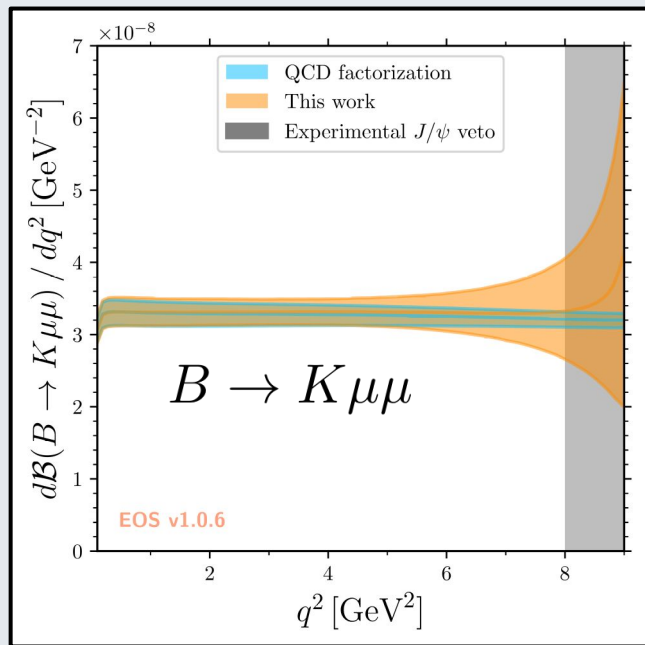 ×10⁻⁸
7
6
5
4
3
2
1
0
dℬ(B → Kμμ) / dq² [GeV⁻²]
QCD factorization
This work
Experimental J/ψ veto
B → Kμμ
EOS v1.0.6
2 4 6 8
q² [GeV²]